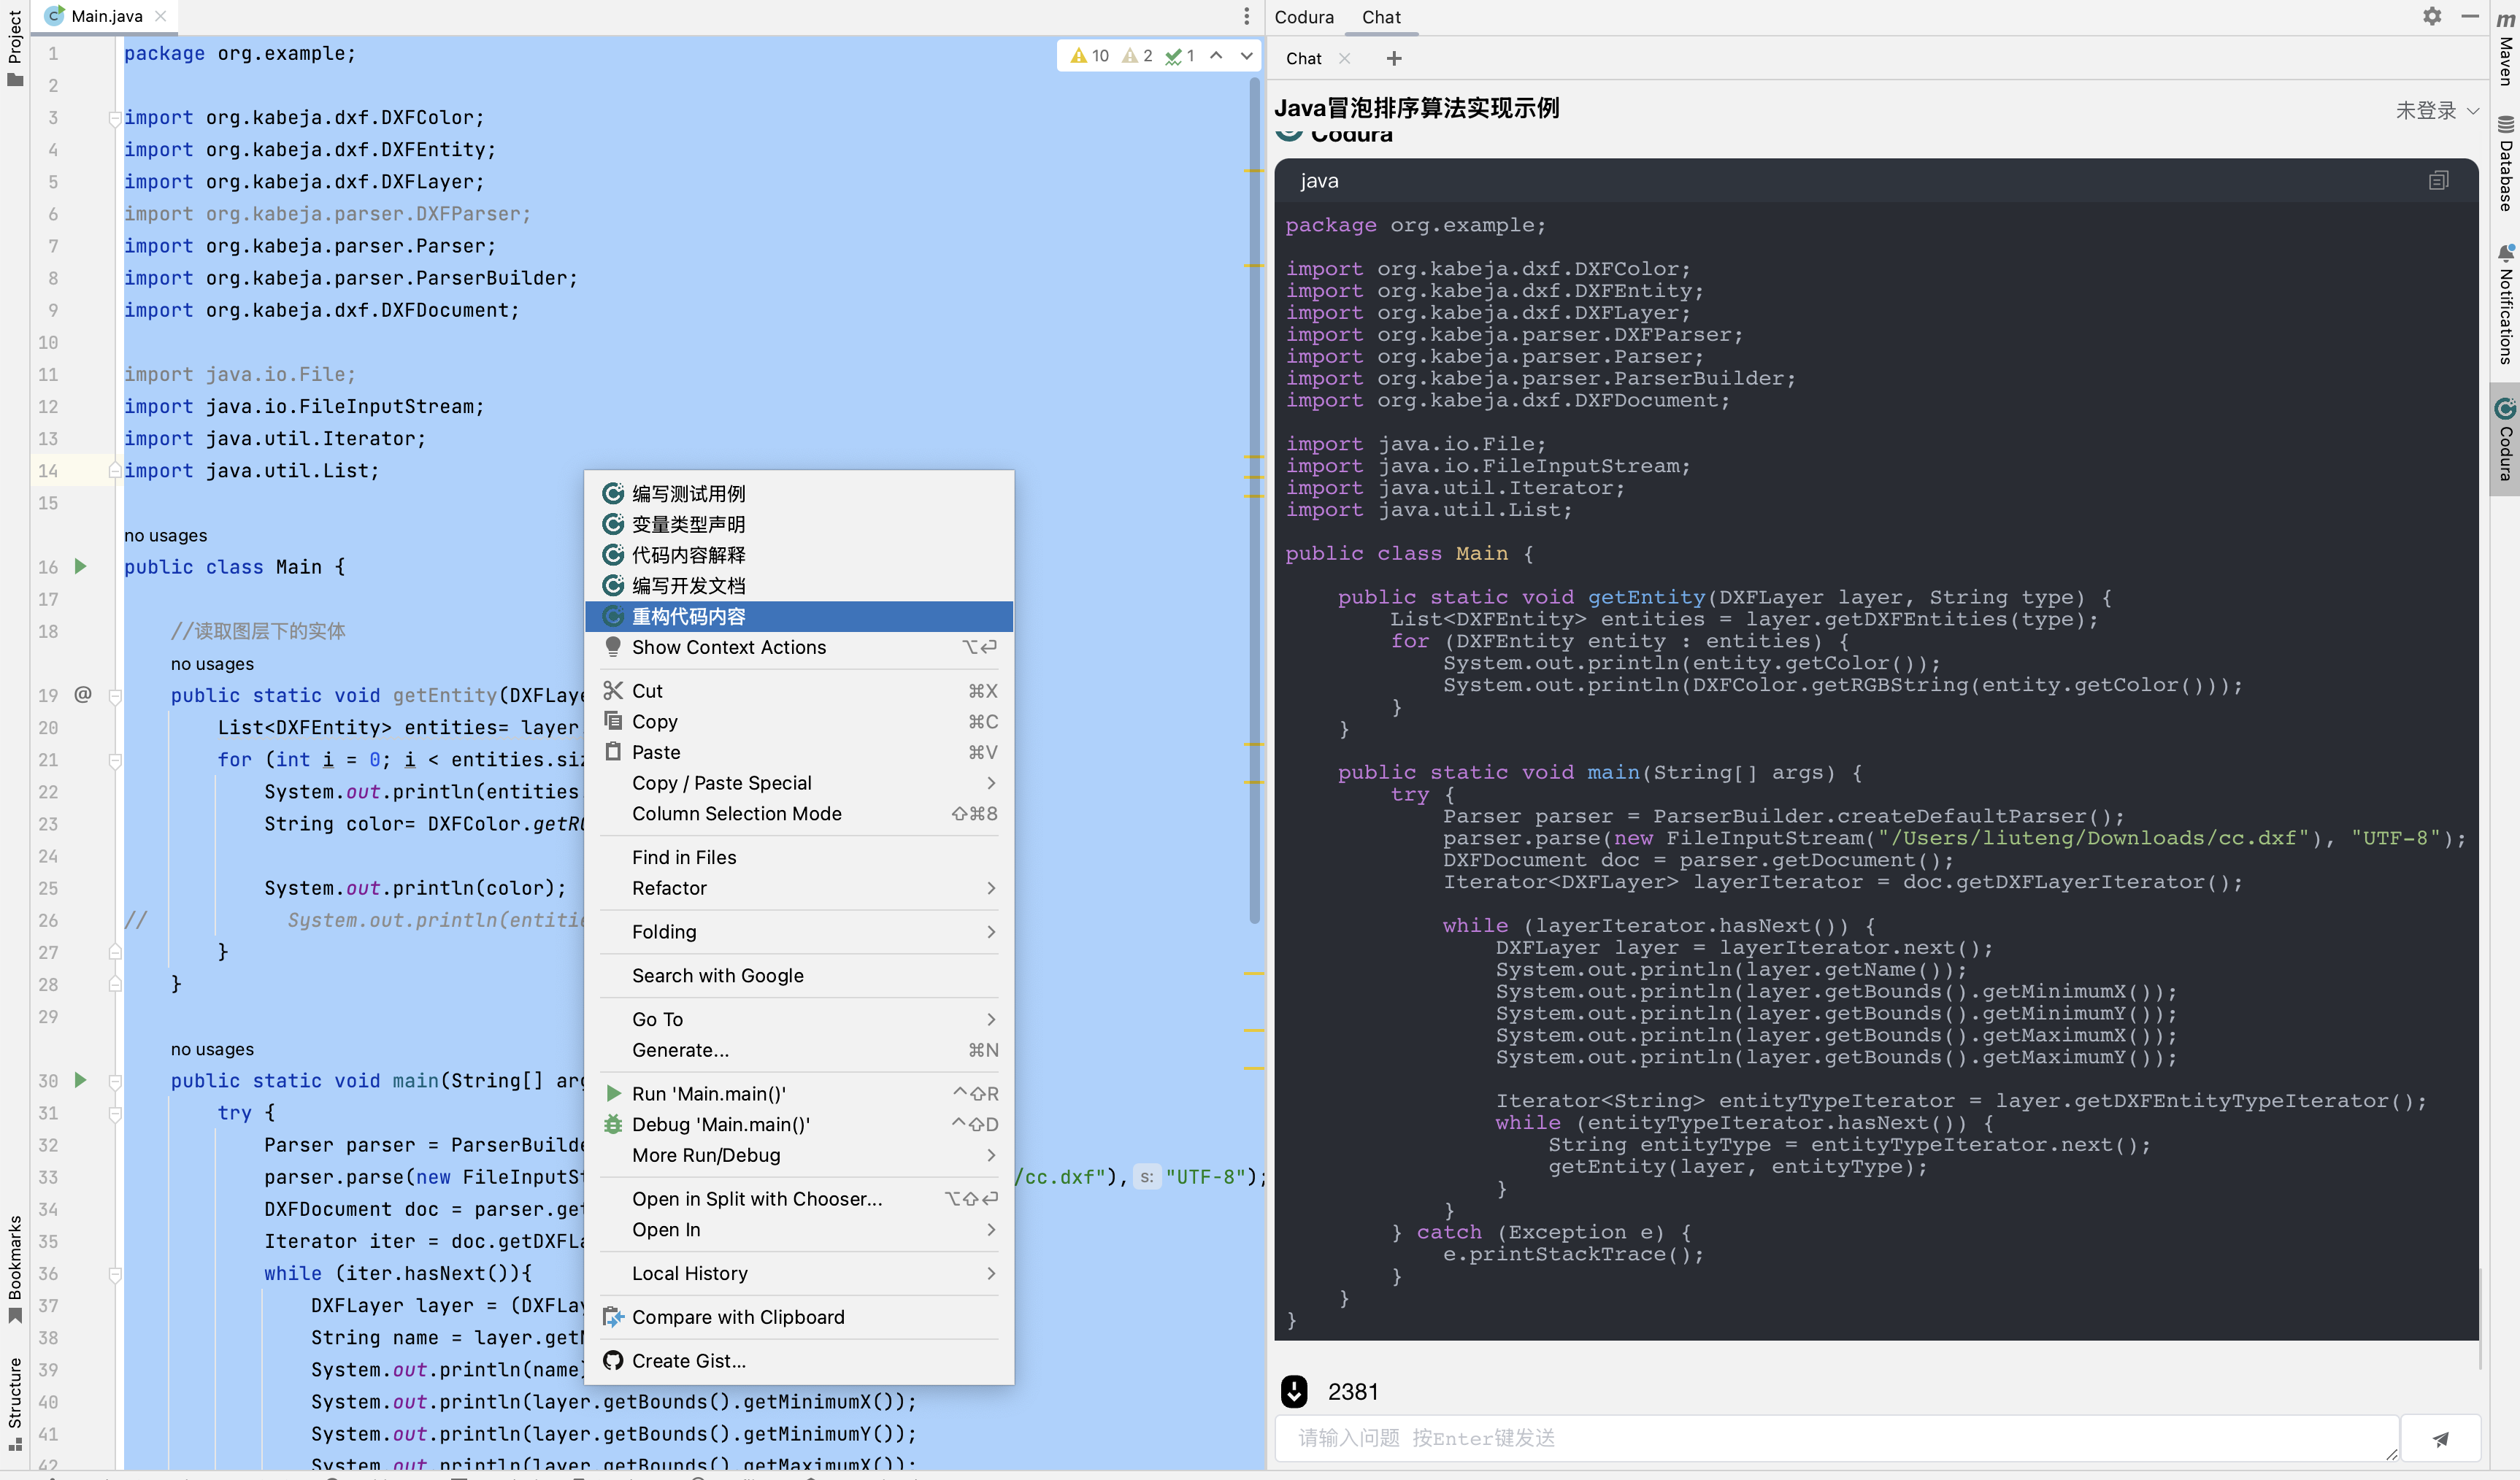 Project
Main.java
1 package org.example;
10 2 1
2
3 import org.kabeja.dxf.DXFColor;
4 import org.kabeja.dxf.DXFEntity;
5 import org.kabeja.dxf.DXFLayer;
6 import org.kabeja.parser.DXFParser;
7 import org.kabeja.parser.Parser;
8 import org.kabeja.parser.ParserBuilder;
9 import org.kabeja.dxf.DXFDocument;
10
11 import java.io.File;
12 import java.io.FileInputStream;
13 import java.util.Iterator;
14 import java.util.List;
15
no usages
16 public class Main {
17
18 //读取图层下的实体
no usages
19 @ public static void getEntity(DXFLaye
20 List<DXFEntity> entities= layer
21 for (int i = 0; i < entities.siz
22 System.out.println(entities
23 String color= DXFColor.getRG
24
25 System.out.println(color);
26 // System.out.println(entitie
27 }
28 }
29
no usages
30 public static void main(String[] arg
31 try {
32 Parser parser = ParserBuilde
33 parser.parse(new FileInputSt /cc.dxf"), s: "UTF-8");
34 DXFDocument doc = parser.get
35 Iterator iter = doc.getDXFLa
36 while (iter.hasNext()){
37 DXFLayer layer = (DXFLay
38 String name = layer.getN
39 System.out.println(name)
40 System.out.println(layer.getBounds().getMinimumX());
41 System.out.println(layer.getBounds().getMinimumY());
42 System.out.println(layer.getBounds().getMaximumX());
Bookmarks
Structure
编写测试用例
变量类型声明
代码内容解释
编写开发文档
重构代码内容
Show Context Actions ⌥⏎
Cut ⌘X
Copy ⌘C
Paste ⌘V
Copy / Paste Special
Column Selection Mode ⇧⌘8
Find in Files
Refactor
Folding
Search with Google
Go To
Generate... ⌘N
Run 'Main.main()' ^⇧R
Debug 'Main.main()' ^⇧D
More Run/Debug
Open in Split with Chooser... ⌥⇧⏎
Open In
Local History
Compare with Clipboard
Create Gist...
Codura Chat
Chat
Java冒泡排序算法实现示例
未登录
Codura
java
package org.example;
import org.kabeja.dxf.DXFColor;
import org.kabeja.dxf.DXFEntity;
import org.kabeja.dxf.DXFLayer;
import org.kabeja.parser.DXFParser;
import org.kabeja.parser.Parser;
import org.kabeja.parser.ParserBuilder;
import org.kabeja.dxf.DXFDocument;
import java.io.File;
import java.io.FileInputStream;
import java.util.Iterator;
import java.util.List;
public class Main {
public static void getEntity(DXFLayer layer, String type) {
List<DXFEntity> entities = layer.getDXFEntities(type);
for (DXFEntity entity : entities) {
System.out.println(entity.getColor());
System.out.println(DXFColor.getRGBString(entity.getColor()));
}
}
public static void main(String[] args) {
try {
Parser parser = ParserBuilder.createDefaultParser();
parser.parse(new FileInputStream("/Users/liuteng/Downloads/cc.dxf"), "UTF-8");
DXFDocument doc = parser.getDocument();
Iterator<DXFLayer> layerIterator = doc.getDXFLayerIterator();
while (layerIterator.hasNext()) {
DXFLayer layer = layerIterator.next();
System.out.println(layer.getName());
System.out.println(layer.getBounds().getMinimumX());
System.out.println(layer.getBounds().getMinimumY());
System.out.println(layer.getBounds().getMaximumX());
System.out.println(layer.getBounds().getMaximumY());
Iterator<String> entityTypeIterator = layer.getDXFEntityTypeIterator();
while (entityTypeIterator.hasNext()) {
String entityType = entityTypeIterator.next();
getEntity(layer, entityType);
}
}
} catch (Exception e) {
e.printStackTrace();
}
}
}
2381
请输入问题 按Enter键发送
Maven
Database
Notifications
Codura